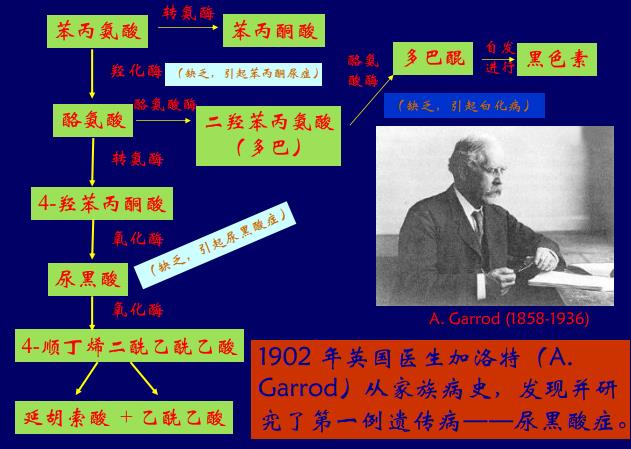 苯丙氨酸
转氨酶
苯丙酮酸
羟化酶
（缺乏，引起苯丙酮尿症）
酪氨酸
酪氨酸酶
二羟苯丙氨酸
（多巴）
酪氨
酸酶
多巴醌
自发
进行
黑色素
（缺乏，引起白化病）
转氨酶
4-羟苯丙酮酸
氧化酶
（缺乏，引起尿黑酸症）
尿黑酸
氧化酶
4-顺丁烯二酰乙酰乙酸
延胡索酸 + 乙酰乙酸
A. Garrod (1858-1936)
1902 年英国医生加洛特（A.
Garrod）从家族病史，发现并研
究了第一例遗传病——尿黑酸症。